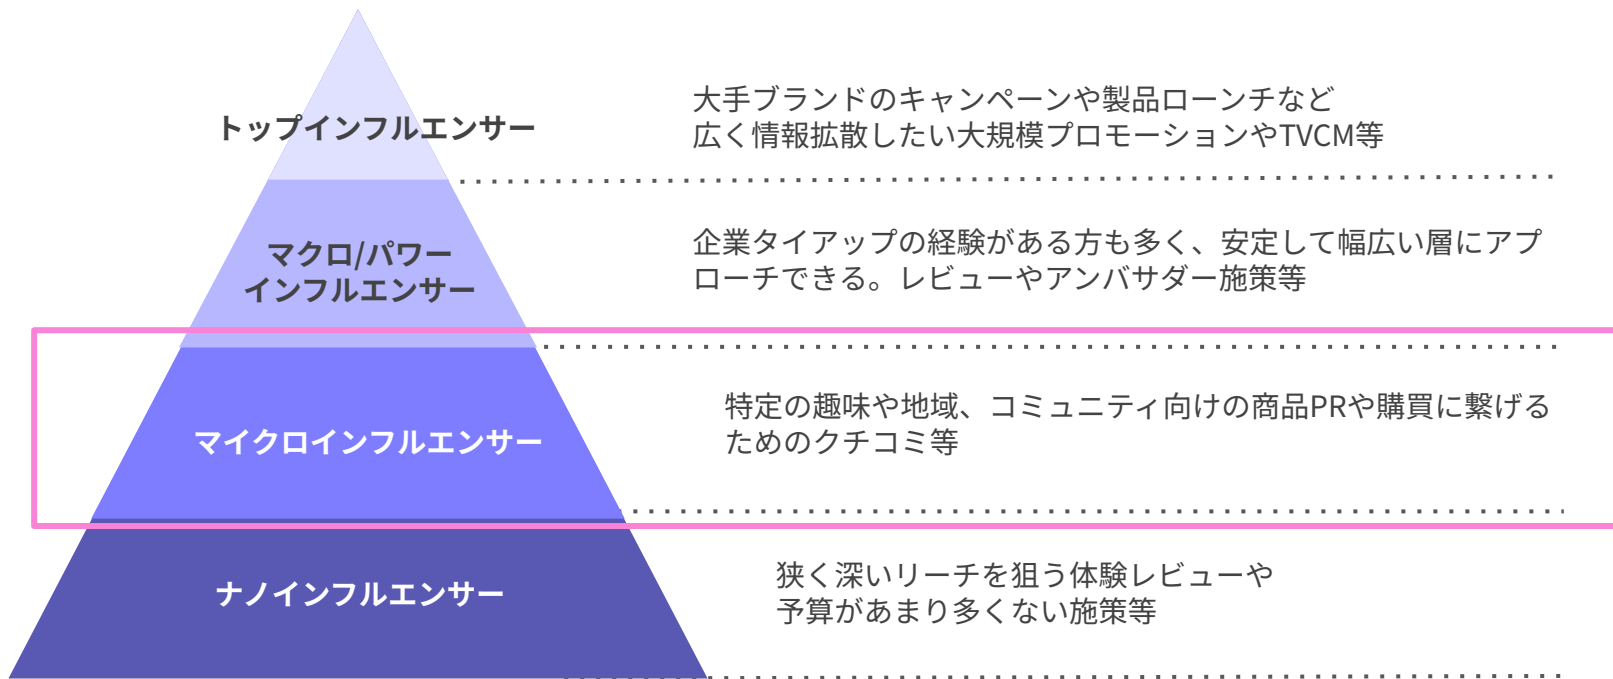 トップインフルエンサー
大手ブランドのキャンペーンや製品ローンチなど
広く情報拡散したい大規模プロモーションやTVCM等
マクロ/パワー
インフルエンサー
企業タイアップの経験がある方も多く、安定して幅広い層にアプ
ローチできる。レビューやアンバサダー施策等
マイクロインフルエンサー
特定の趣味や地域、コミュニティ向けの商品PRや購買に繋げる
ためのクチコミ等
ナノインフルエンサー
狭く深いリーチを狙う体験レビューや
予算があまり多くない施策等